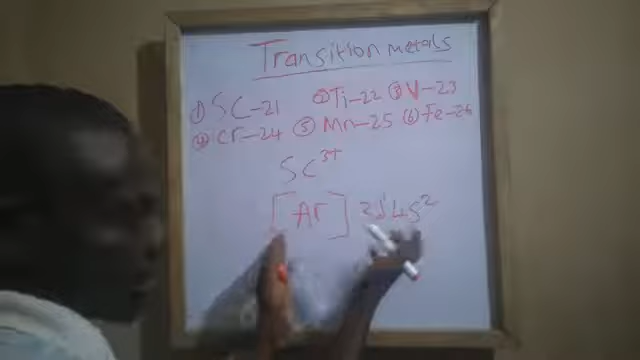 Transition metals
① SC-21 ② Ti-22 ③ V-23
④ Cr-24 ⑤ Mn-25 ⑥ Fe-26
SC³⁺
[Ar] 3d¹4s²